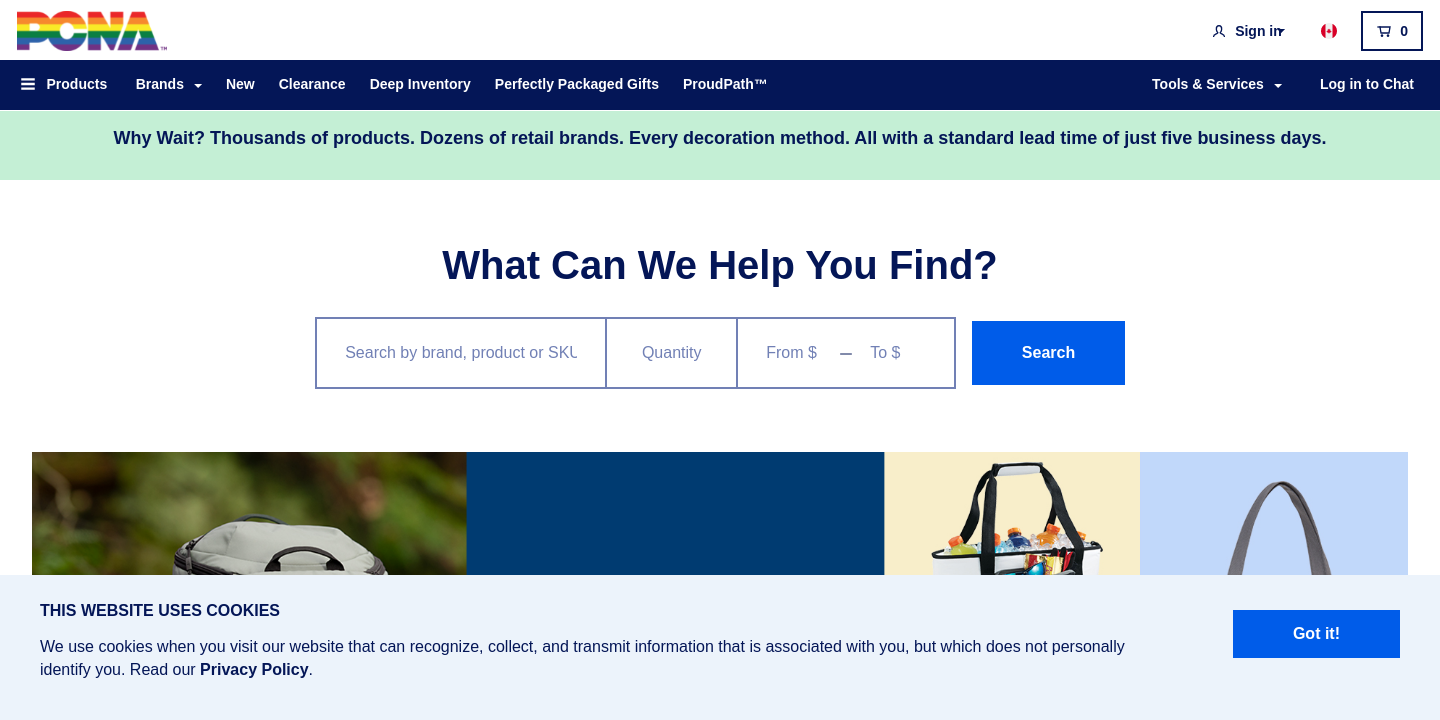 PCNA™
Sign in
0
Products Brands New Clearance Deep Inventory Perfectly Packaged Gifts ProudPath™ Tools & Services Log in to Chat
Why Wait? Thousands of products. Dozens of retail brands. Every decoration method. All with a standard lead time of just five business days.
What Can We Help You Find?
Search by brand, product or SKU Quantity From $ – To $ Search
THIS WEBSITE USES COOKIES
We use cookies when you visit our website that can recognize, collect, and transmit information that is associated with you, but which does not personally
identify you. Read our Privacy Policy.
Got it!